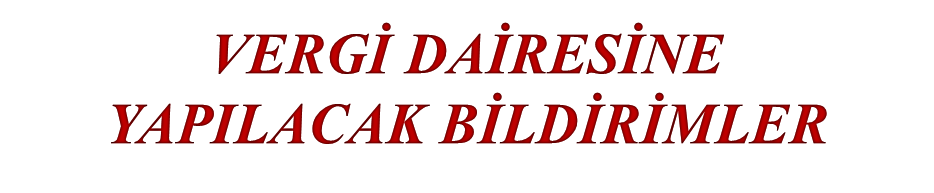 VERGİ DAİRESİNE
YAPILACAK BİLDİRİMLER